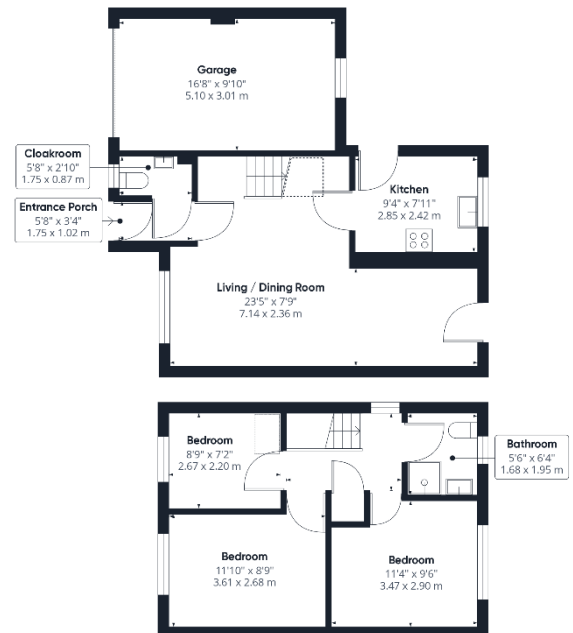 Garage
16'8" x 9'10"
5.10 x 3.01 m
Cloakroom
5'8" x 2'10"
1.75 x 0.87 m
Entrance Porch
5'8" x 3'4"
1.75 x 1.02 m
Kitchen
9'4" x 7'11"
2.85 x 2.42 m
Living / Dining Room
23'5" x 7'9"
7.14 x 2.36 m
Bedroom
8'9" x 7'2"
2.67 x 2.20 m
Bathroom
5'6" x 6'4"
1.68 x 1.95 m
Bedroom
11'10" x 8'9"
3.61 x 2.68 m
Bedroom
11'4" x 9'6"
3.47 x 2.90 m